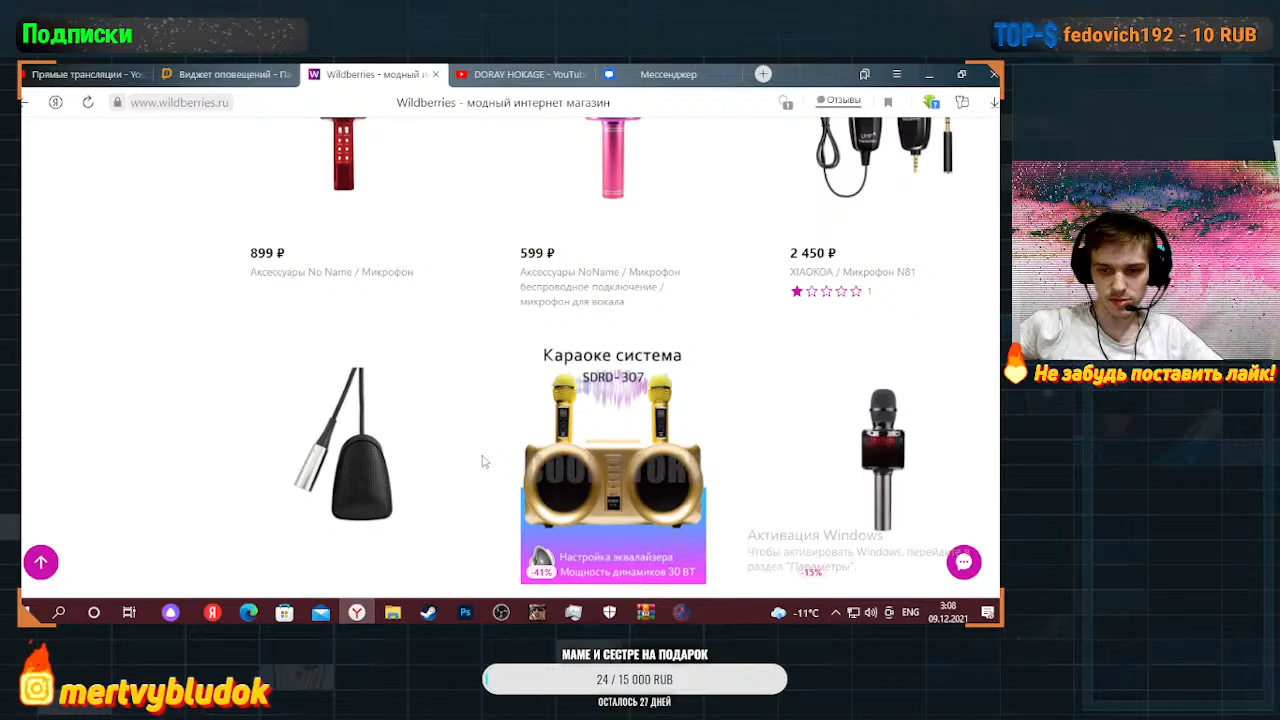 Подписки
TOP-$ fedovich192 - 10 RUB
Прямые трансляции - You
Виджет оповещений - Па
Wildberries - модный и
DORAY HOKAGE - YouTub
Мессенджер
www.wildberries.ru
Wildberries - модный интернет магазин
Отзывы
899 ₽
Аксессуары No Name / Микрофон
599 ₽
Аксессуары NoName / Микрофон
беспроводное подключение /
микрофон для вокала
2 450 ₽
XIAOKOA / Микрофон N81
1
Караоке система
SDRD-307
Настройка эквалайзера
-41% Мощность динамиков 30 ВТ
Активация Windows
Чтобы активировать Windows, перейдите в
раздел "Параметры".
-15%
Не забудь поставить лайк!
-11°C
ENG
3:08
09.12.2021
МАМЕ И СЕСТРЕ НА ПОДАРОК
24 / 15 000 RUB
ОСТАЛОСЬ 27 ДНЕЙ
mertvybludok